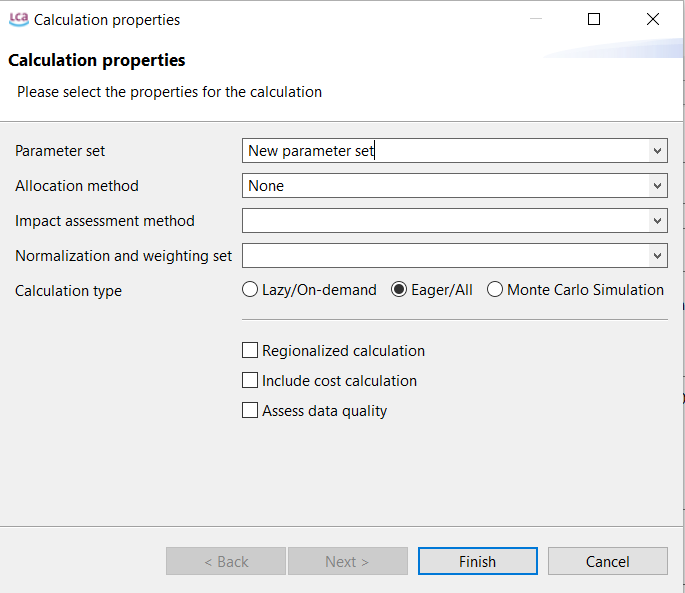 LCA Calculation properties
Calculation properties
Please select the properties for the calculation
Parameter set New parameter set
Allocation method None
Impact assessment method
Normalization and weighting set
Calculation type Lazy/On-demand Eager/All Monte Carlo Simulation
Regionalized calculation
Include cost calculation
Assess data quality
< Back Next > Finish Cancel